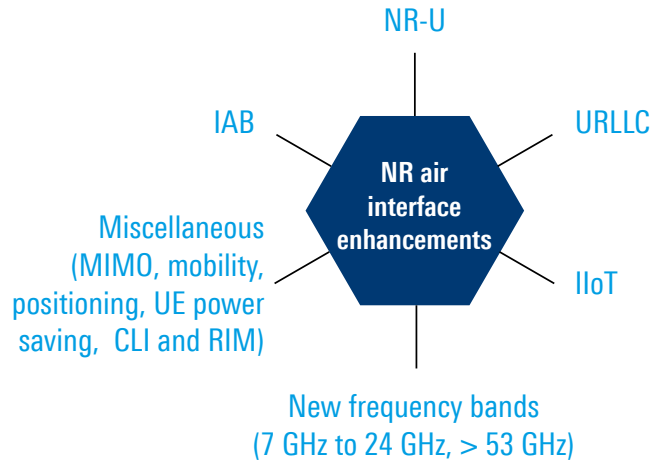 NR-U
IAB
URLLC
NR air
interface
enhancements
Miscellaneous
(MIMO, mobility,
positioning, UE power
saving, CLI and RIM)
IIoT
New frequency bands
(7 GHz to 24 GHz, > 53 GHz)